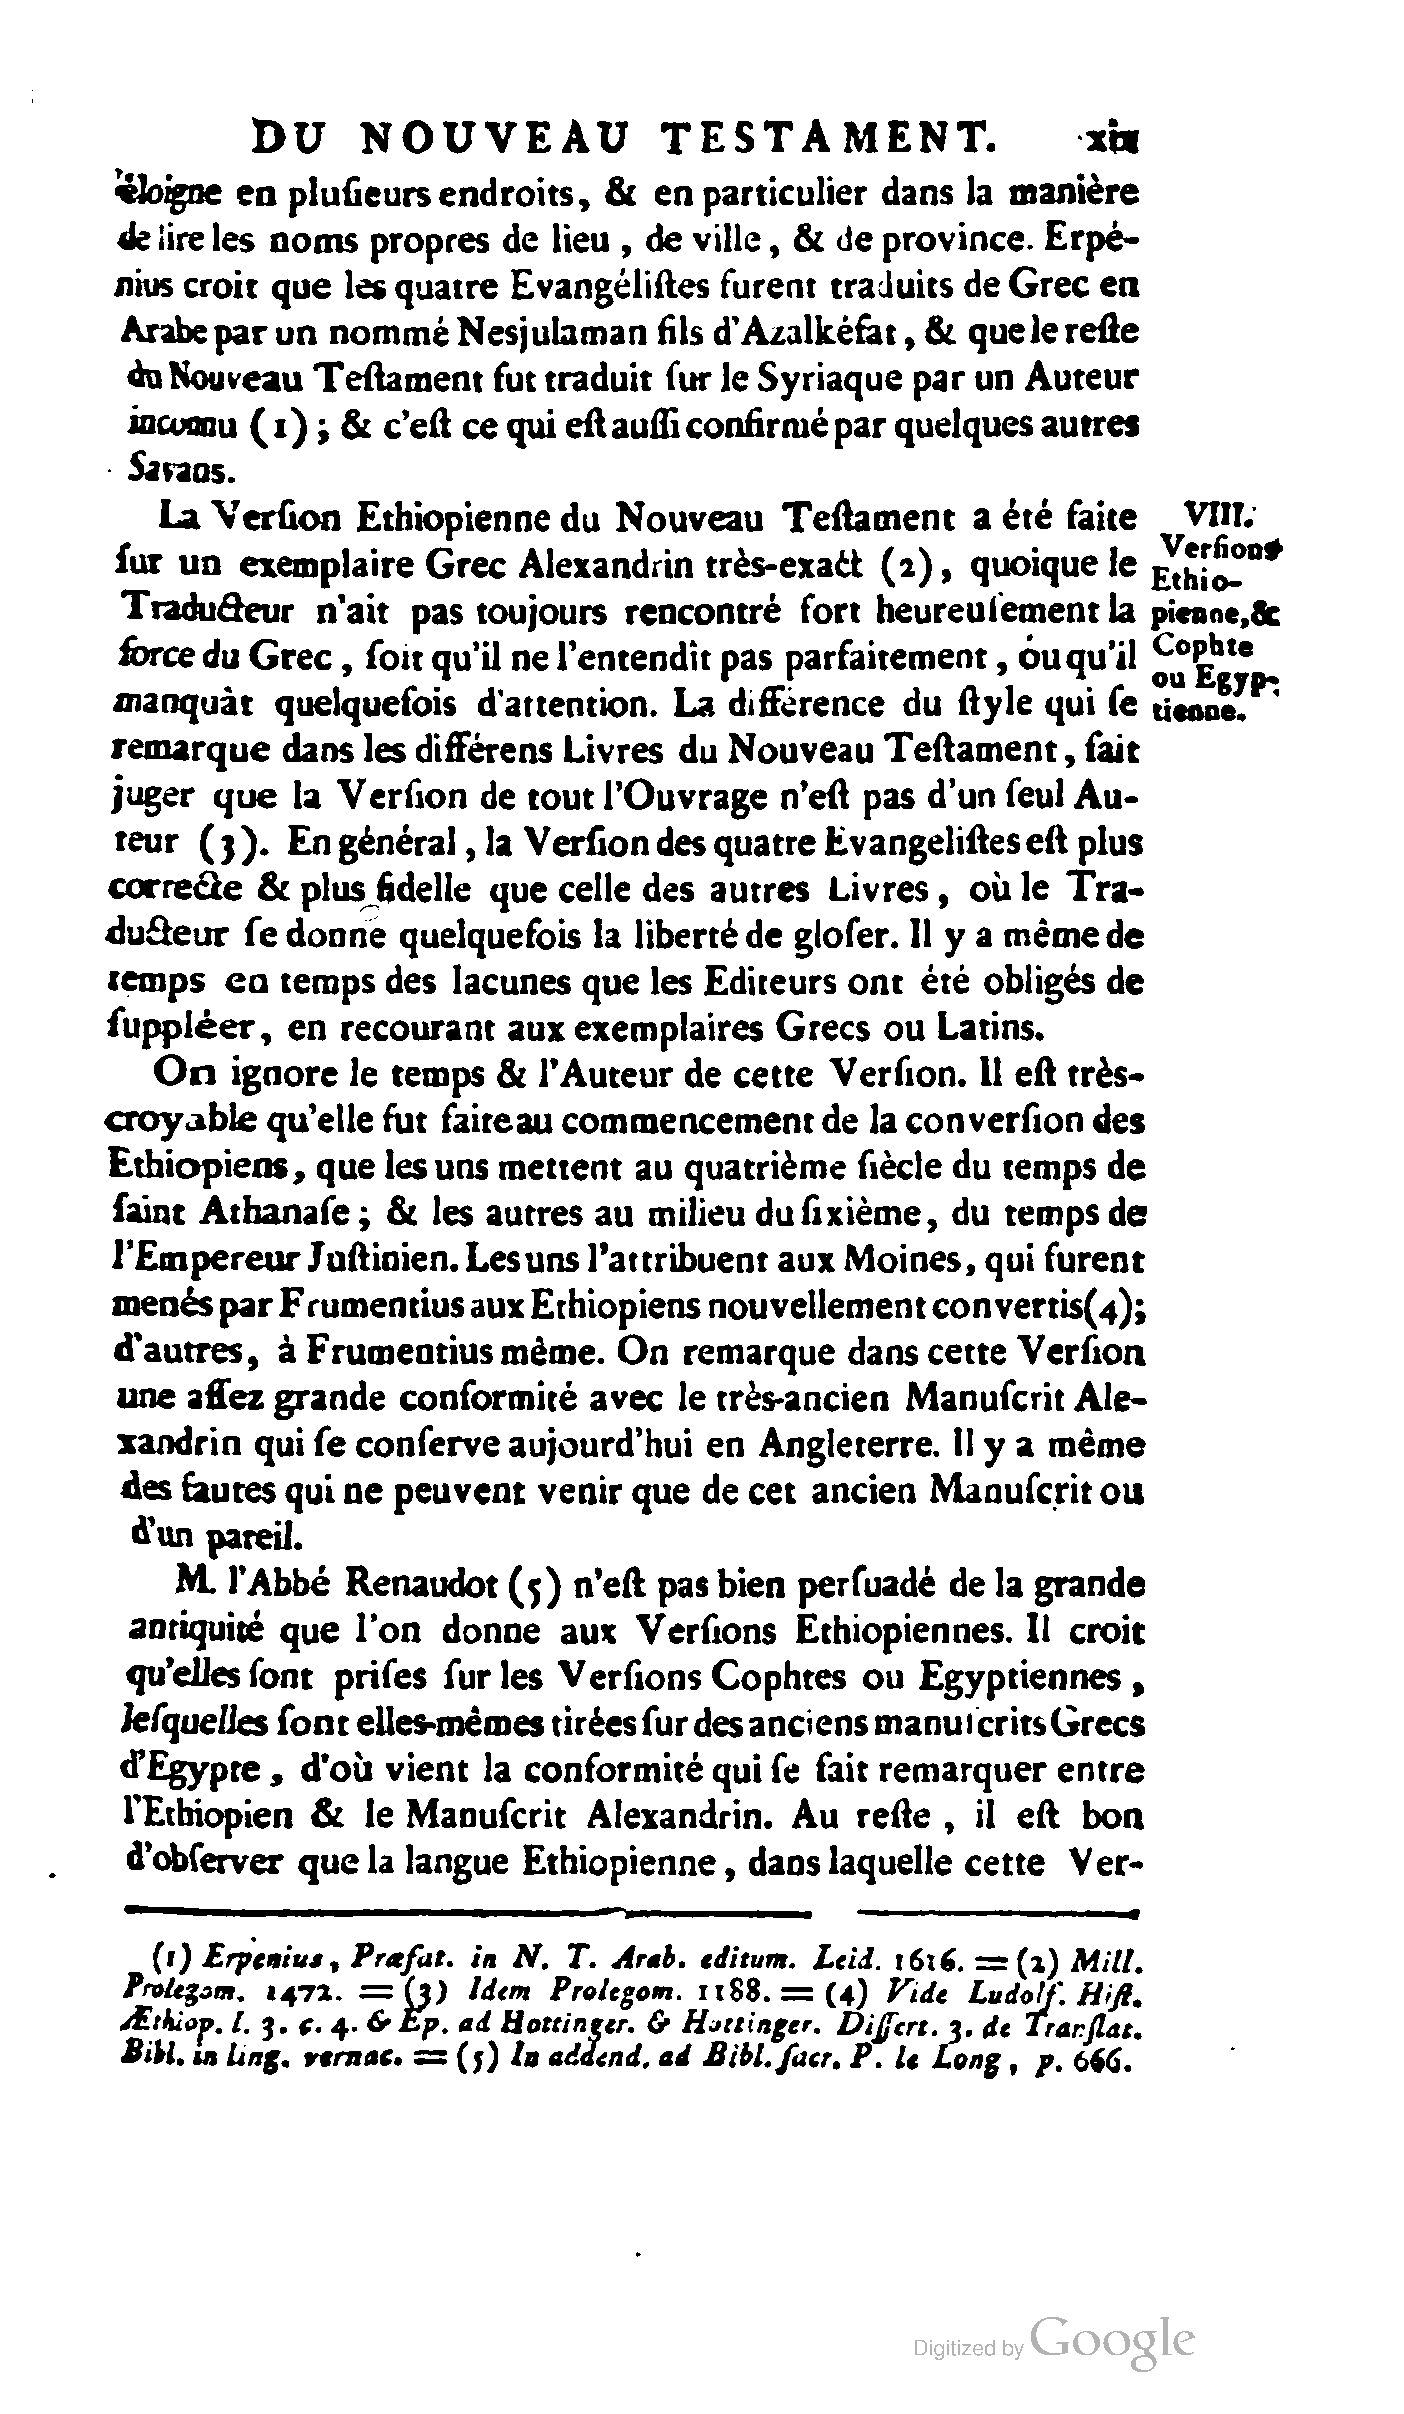 DU NOUVEAU TESTAMENT. xix
éloigne en pluſieurs endroits, & en particulier dans la manière
de lire les noms propres de lieu, de ville, & de province. Erpé-
nius croit que les quatre Evangéliſtes furent traduits de Grec en
Arabe par un nommé Nesjulaman fils d'Azalkéfat, & que le reſte
du Nouveau Teſtament fut traduit ſur le Syriaque par un Auteur
inconnu (1); & c'eſt ce qui eſt auſſi confirmé par quelques autres
Savans.
La Verſion Ethiopienne du Nouveau Teſtament a été faite
ſur un exemplaire Grec Alexandrin très-exact (2), quoique le
Traducteur n'ait pas toujours rencontré fort heureuſement la
force du Grec, ſoit qu'il ne l'entendît pas parfaitement, ou qu'il
manquât quelquefois d'attention. La différence du ſtyle qui ſe
remarque dans les différens Livres du Nouveau Teſtament, fait
juger que la Verſion de tout l'Ouvrage n'eſt pas d'un ſeul Au-
teur (3). En général, la Verſion des quatre Evangeliſtes eſt plus
correcte & plus fidelle que celle des autres Livres, où le Tra-
ducteur ſe donne quelquefois la liberté de gloſer. Il y a même de
temps en temps des lacunes que les Editeurs ont été obligés de
ſuppléer, en recourant aux exemplaires Grecs ou Latins.
VIII.
Verſions
Ethio-
pienne, &
Cophte
ou Egyp-
tienne.
On ignore le temps & l'Auteur de cette Verſion. Il eſt très-
croyable qu'elle fut faite au commencement de la converſion des
Ethiopiens, que les uns mettent au quatrième ſiècle du temps de
ſaint Athanaſe; & les autres au milieu du ſixième, du temps de
l'Empereur Juſtinien. Les uns l'attribuent aux Moines, qui furent
menés par Frumentius aux Ethiopiens nouvellement convertis (4);
d'autres, à Frumentius même. On remarque dans cette Verſion
une aſſez grande conformité avec le très-ancien Manuſcrit Ale-
xandrin qui ſe conſerve aujourd'hui en Angleterre. Il y a même
des fautes qui ne peuvent venir que de cet ancien Manuſcrit ou
d'un pareil.
M. l'Abbé Renaudot (5) n'eſt pas bien perſuadé de la grande
antiquité que l'on donne aux Verſions Ethiopiennes. Il croit
qu'elles ſont priſes ſur les Verſions Cophtes ou Egyptiennes,
leſquelles ſont elles-mêmes tirées ſur des anciens manuſcrits Grecs
d'Egypte, d'où vient la conformité qui ſe fait remarquer entre
l'Ethiopien & le Manuſcrit Alexandrin. Au reſte, il eſt bon
d'obſerver que la langue Ethiopienne, dans laquelle cette Ver-
(1) Erpenius, Præfat. in N. T. Arab. editum. Leid. 1616. = (2) Mill.
Prolegom. 1472. = (3) Idem Prolegom. 1188. = (4) Vide Ludolf. Hiſt.
Æthiop. l. 3. c. 4. & Ep. ad Hottinger. & Hottinger. Diſſert. 3. de Tranſlat.
Bibl. in ling. vernac. = (5) In addend. ad Bibl. ſacr. P. le Long, p. 666.
Digitized by Google